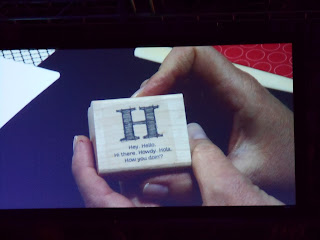 H
Hey. Hello.
Hi there. Howdy. Hola.
How you doin'?